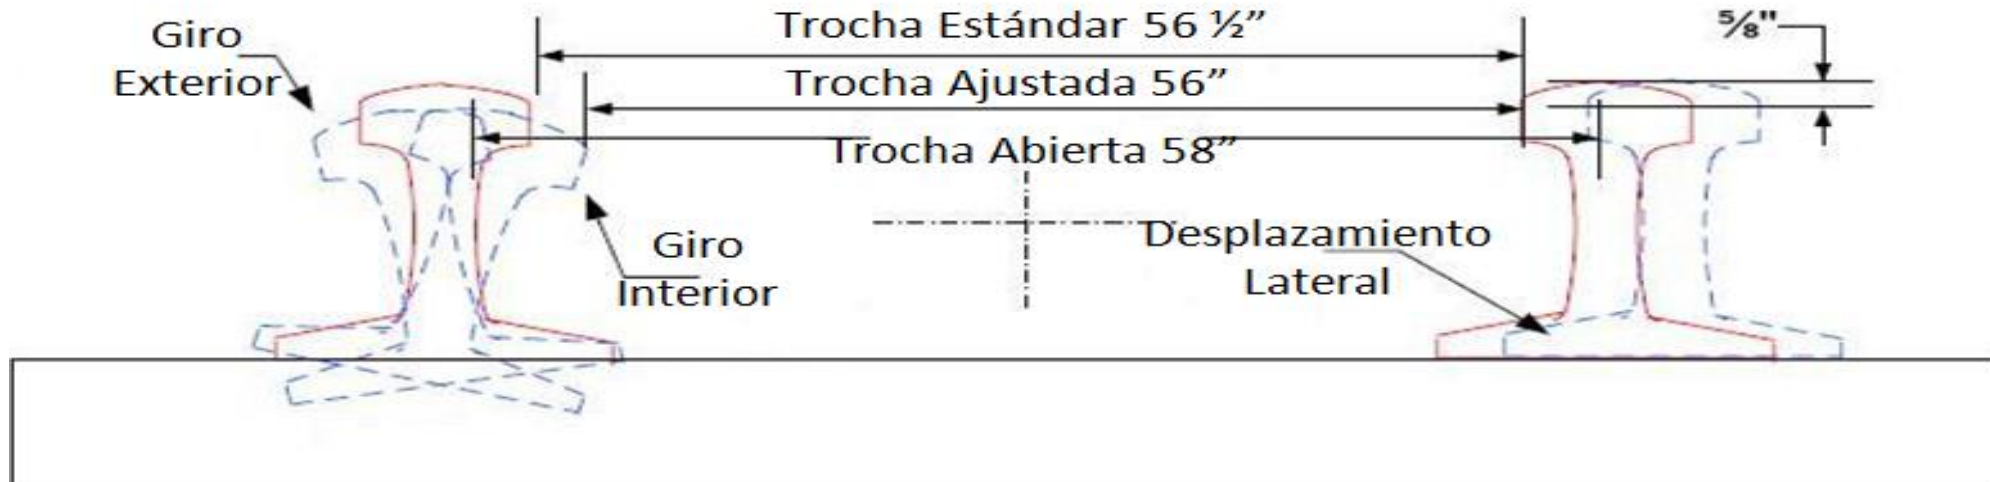 Giro
Exterior
Trocha Estándar 56 ½”
⅝"
Trocha Ajustada 56”
Trocha Abierta 58”
Giro
Interior
Desplazamiento
Lateral